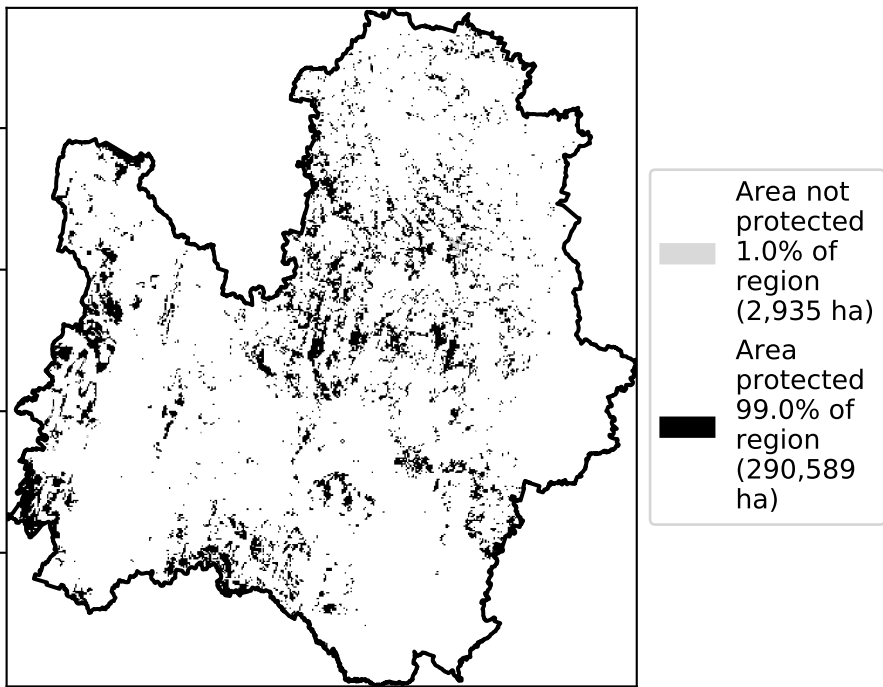 Area not
protected
1.0% of
region
(2,935 ha)
Area
protected
99.0% of
region
(290,589
ha)